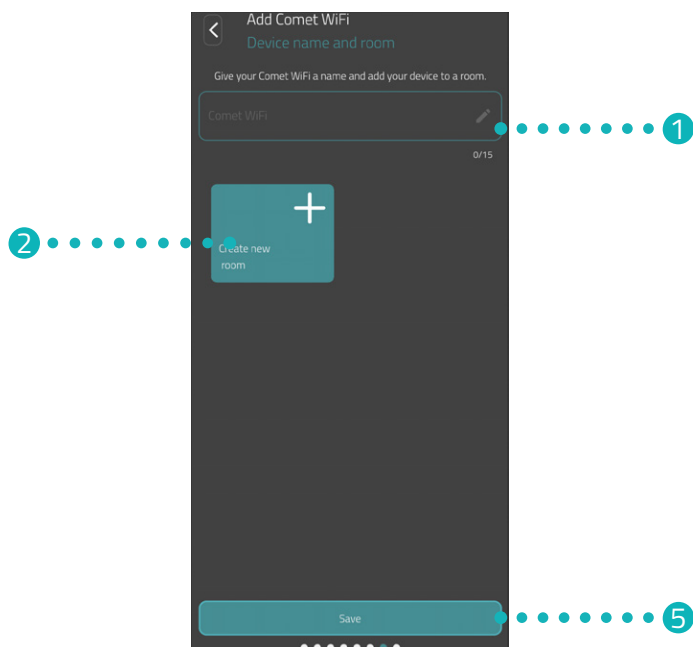 Add Comet WiFi
Device name and room
Give your Comet WiFi a name and add your device to a room.
Comet WiFi
1
0/15
2
Create new
room
Save
5